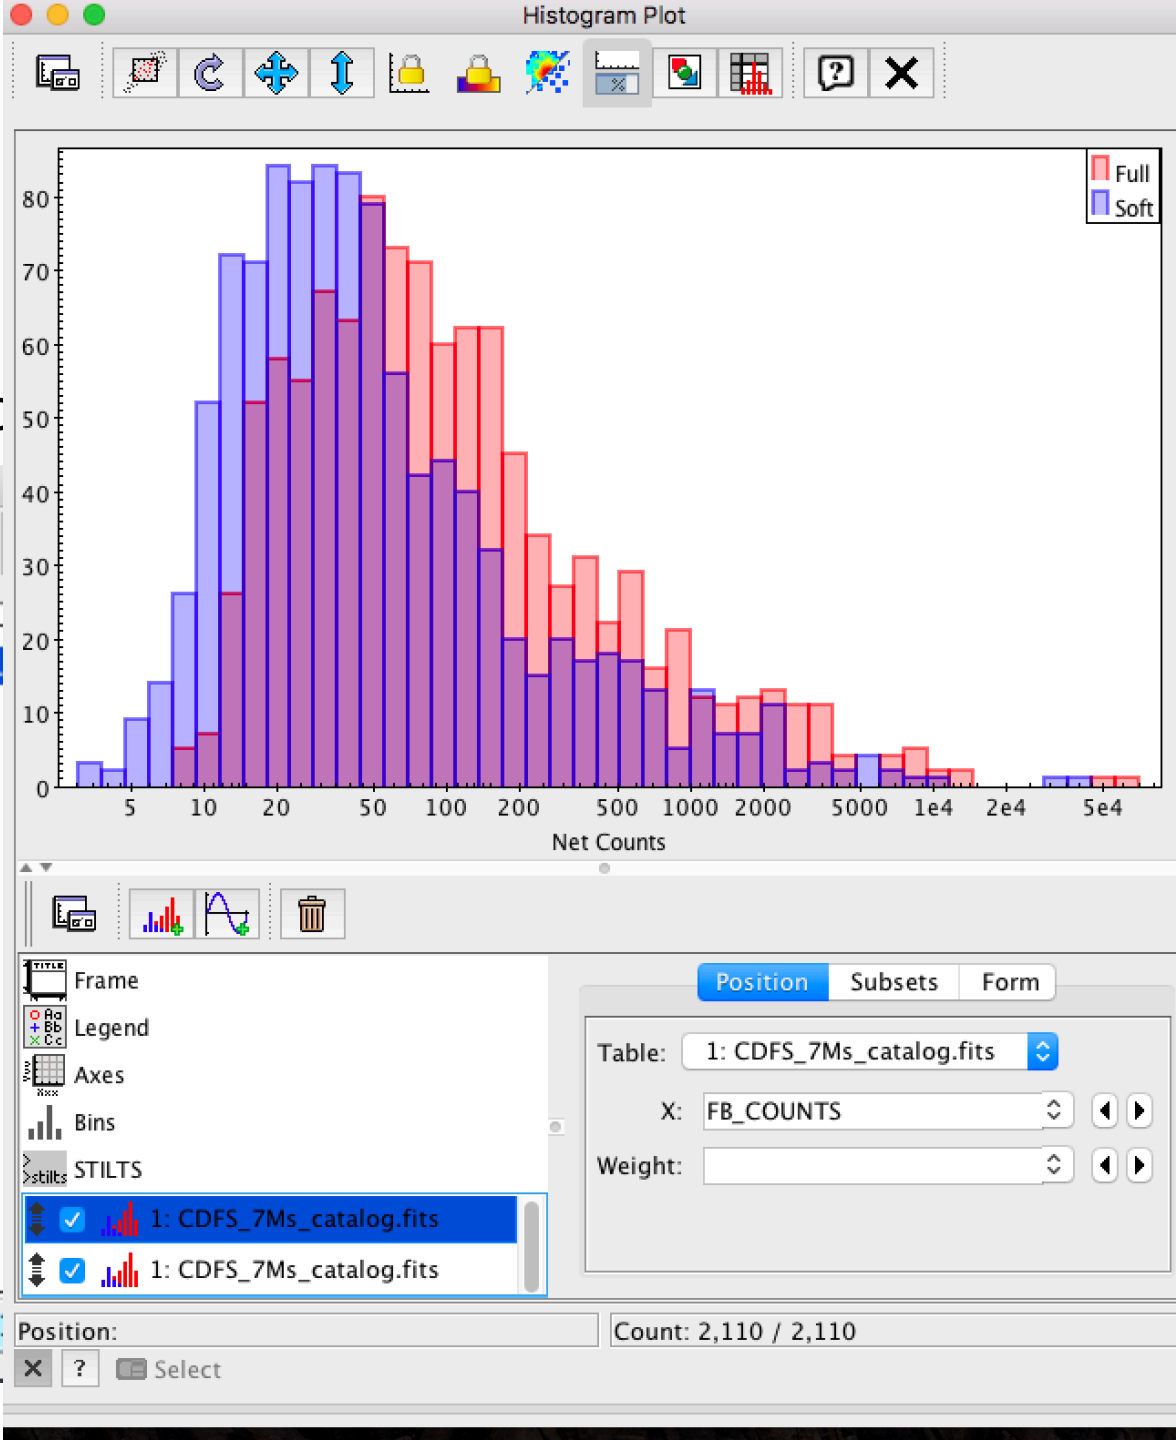 Histogram Plot
Full
Soft
80
70
60
50
40
30
20
10
0
5 10 20 50 100 200 500 1000 2000 5000 1e4 2e4 5e4
Net Counts
Frame
Legend
Axes
Bins
STILTS
1: CDFS_7Ms_catalog.fits
1: CDFS_7Ms_catalog.fits
Position Subsets Form
Table: 1: CDFS_7Ms_catalog.fits
X: FB_COUNTS
Weight:
Position: Count: 2,110 / 2,110
× ? Select